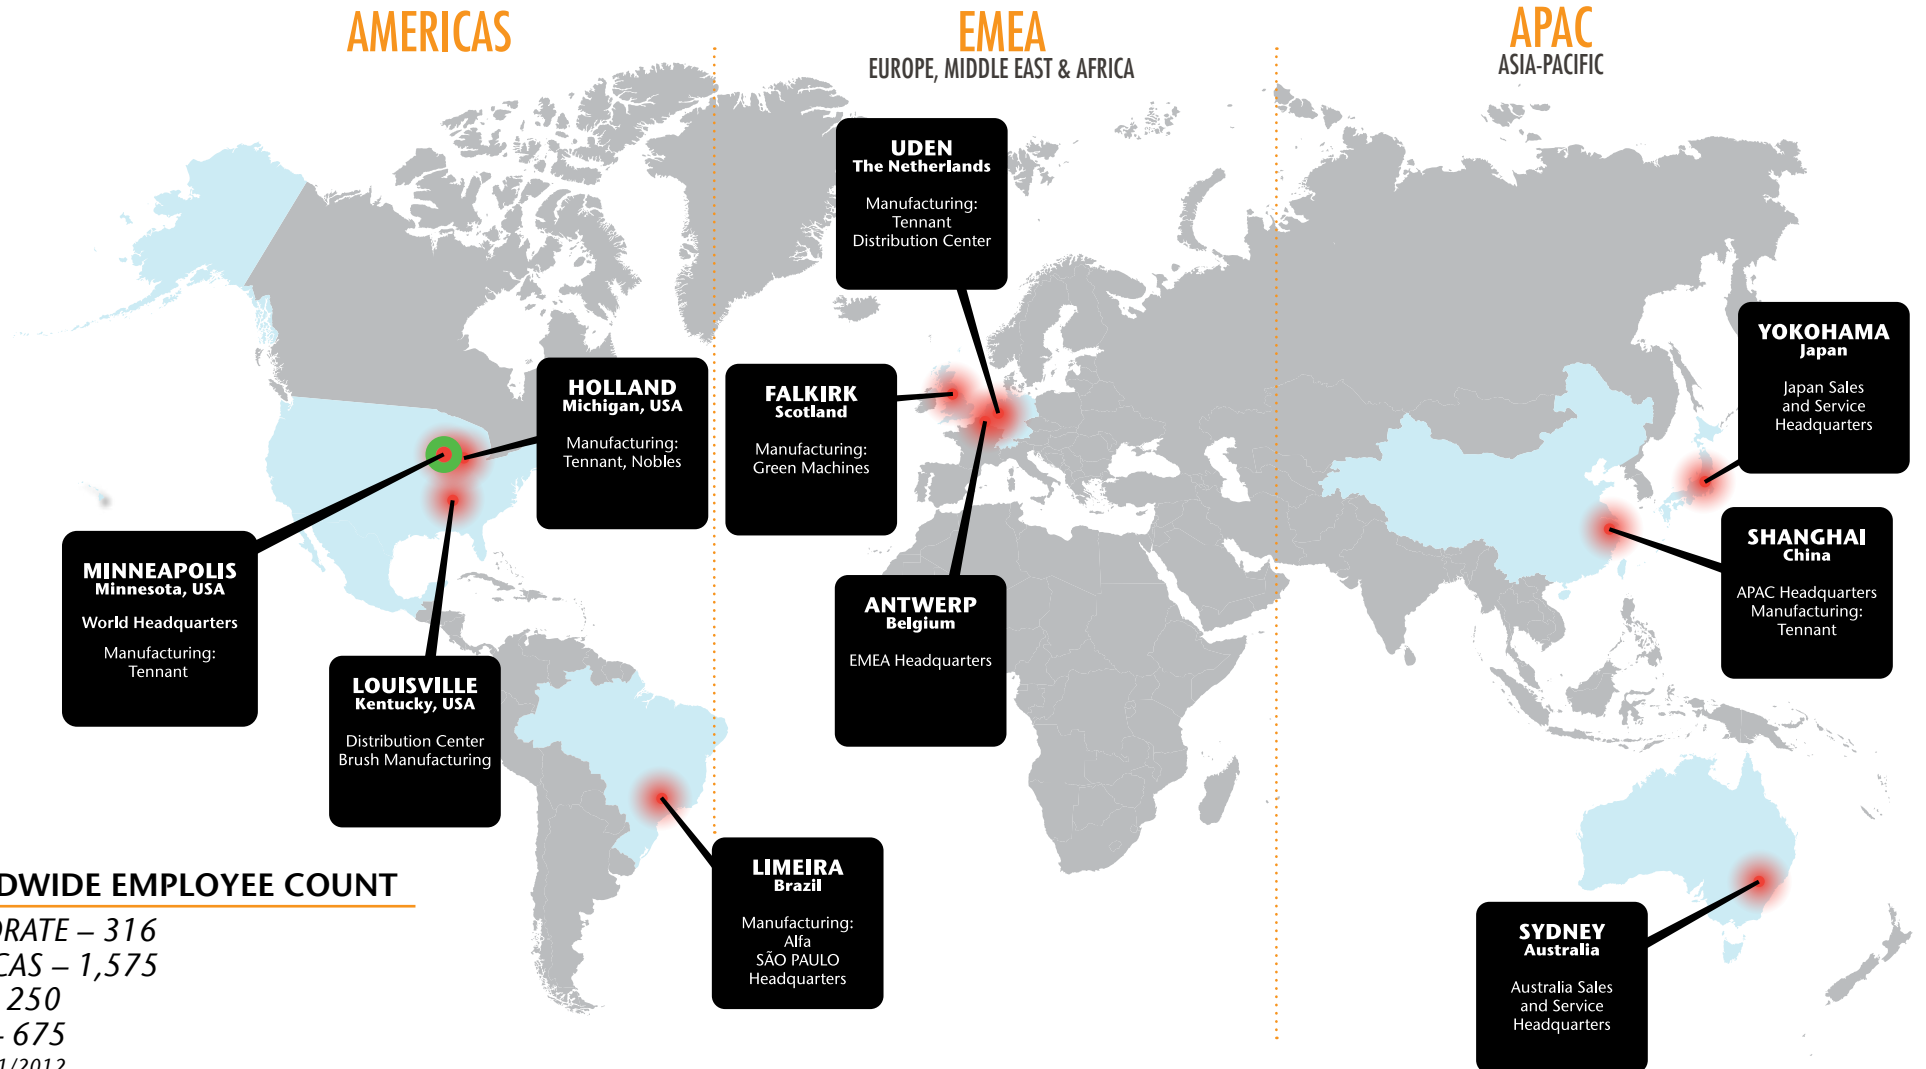 AMERICAS
EMEA
EUROPE, MIDDLE EAST & AFRICA
APAC
ASIA-PACIFIC
UDEN
The Netherlands
Manufacturing:
Tennant
Distribution Center
YOKOHAMA
Japan
Japan Sales
and Service
Headquarters
HOLLAND
Michigan, USA
Manufacturing:
Tennant, Nobles
FALKIRK
Scotland
Manufacturing:
Green Machines
SHANGHAI
China
APAC Headquarters
Manufacturing:
Tennant
MINNEAPOLIS
Minnesota, USA
World Headquarters
Manufacturing:
Tennant
ANTWERP
Belgium
EMEA Headquarters
LOUISVILLE
Kentucky, USA
Distribution Center
Brush Manufacturing
LIMEIRA
Brazil
Manufacturing:
Alfa
SÃO PAULO
Headquarters
SYDNEY
Australia
Australia Sales
and Service
Headquarters
DWIDE EMPLOYEE COUNT
ORATE – 316
CAS – 1,575
250
– 675
1/2012